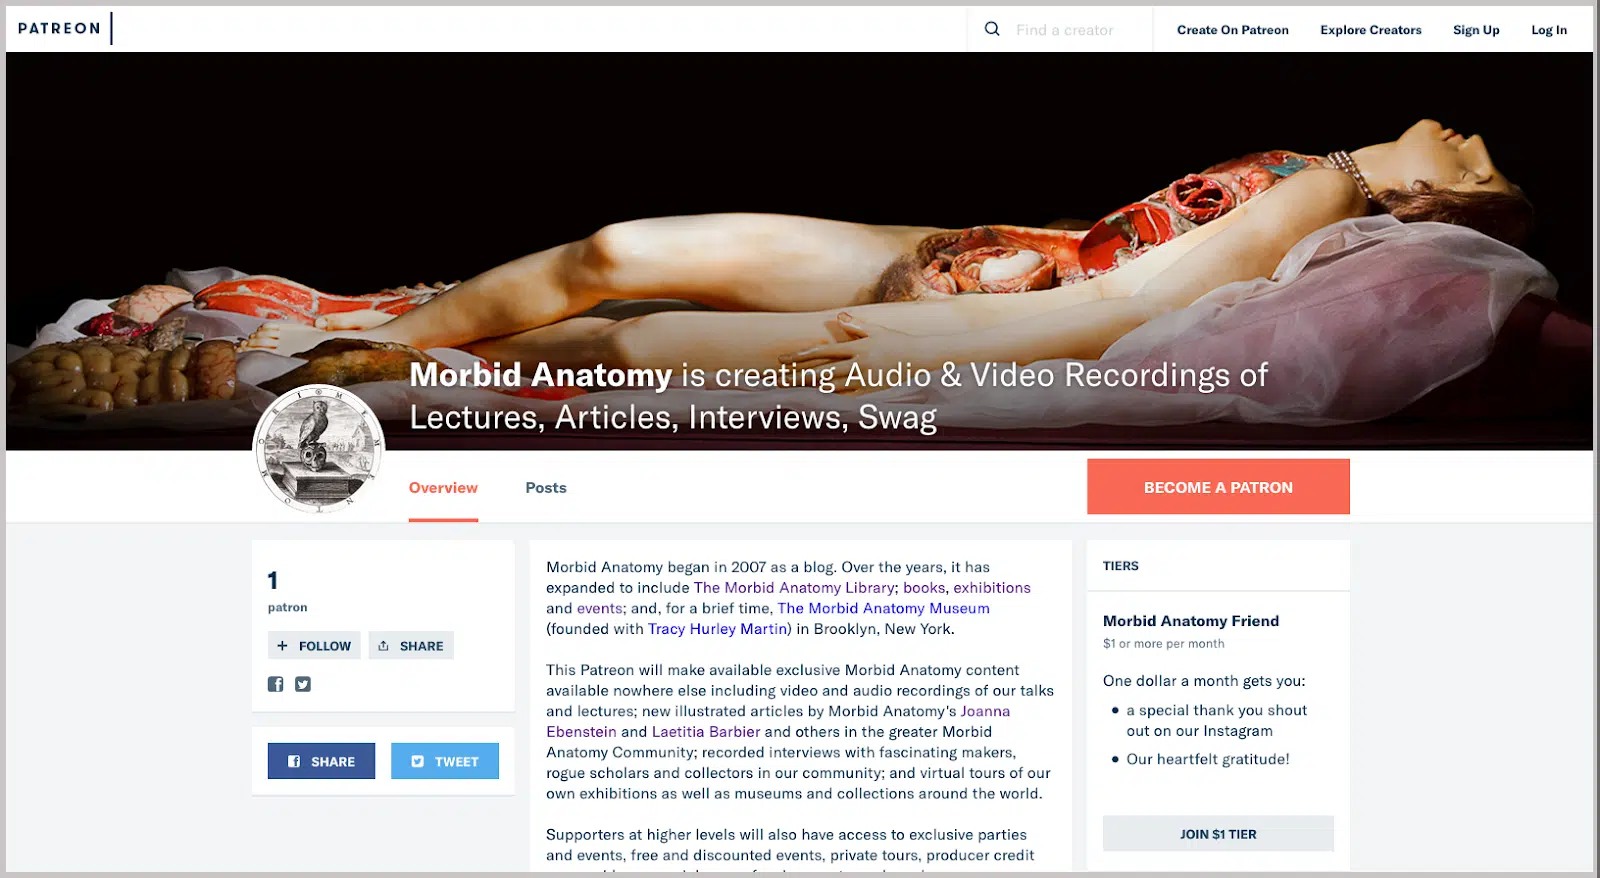 PATREON
Find a creator
Create On Patreon
Explore Creators
Sign Up
Log In
Morbid Anatomy is creating Audio & Video Recordings of
Lectures, Articles, Interviews, Swag
Overview
Posts
BECOME A PATRON
1
patron
+ FOLLOW
SHARE
SHARE
TWEET
Morbid Anatomy began in 2007 as a blog. Over the years, it has
expanded to include The Morbid Anatomy Library; books, exhibitions
and events; and, for a brief time, The Morbid Anatomy Museum
(founded with Tracy Hurley Martin) in Brooklyn, New York.
This Patreon will make available exclusive Morbid Anatomy content
available nowhere else including video and audio recordings of our talks
and lectures; new illustrated articles by Morbid Anatomy's Joanna
Ebenstein and Laetitia Barbier and others in the greater Morbid
Anatomy Community; recorded interviews with fascinating makers,
rogue scholars and collectors in our community; and virtual tours of our
own exhibitions as well as museums and collections around the world.
Supporters at higher levels will also have access to exclusive parties
and events, free and discounted events, private tours, producer credit
TIERS
Morbid Anatomy Friend
$1 or more per month
One dollar a month gets you:
• a special thank you shout
out on our Instagram
• Our heartfelt gratitude!
JOIN $1 TIER